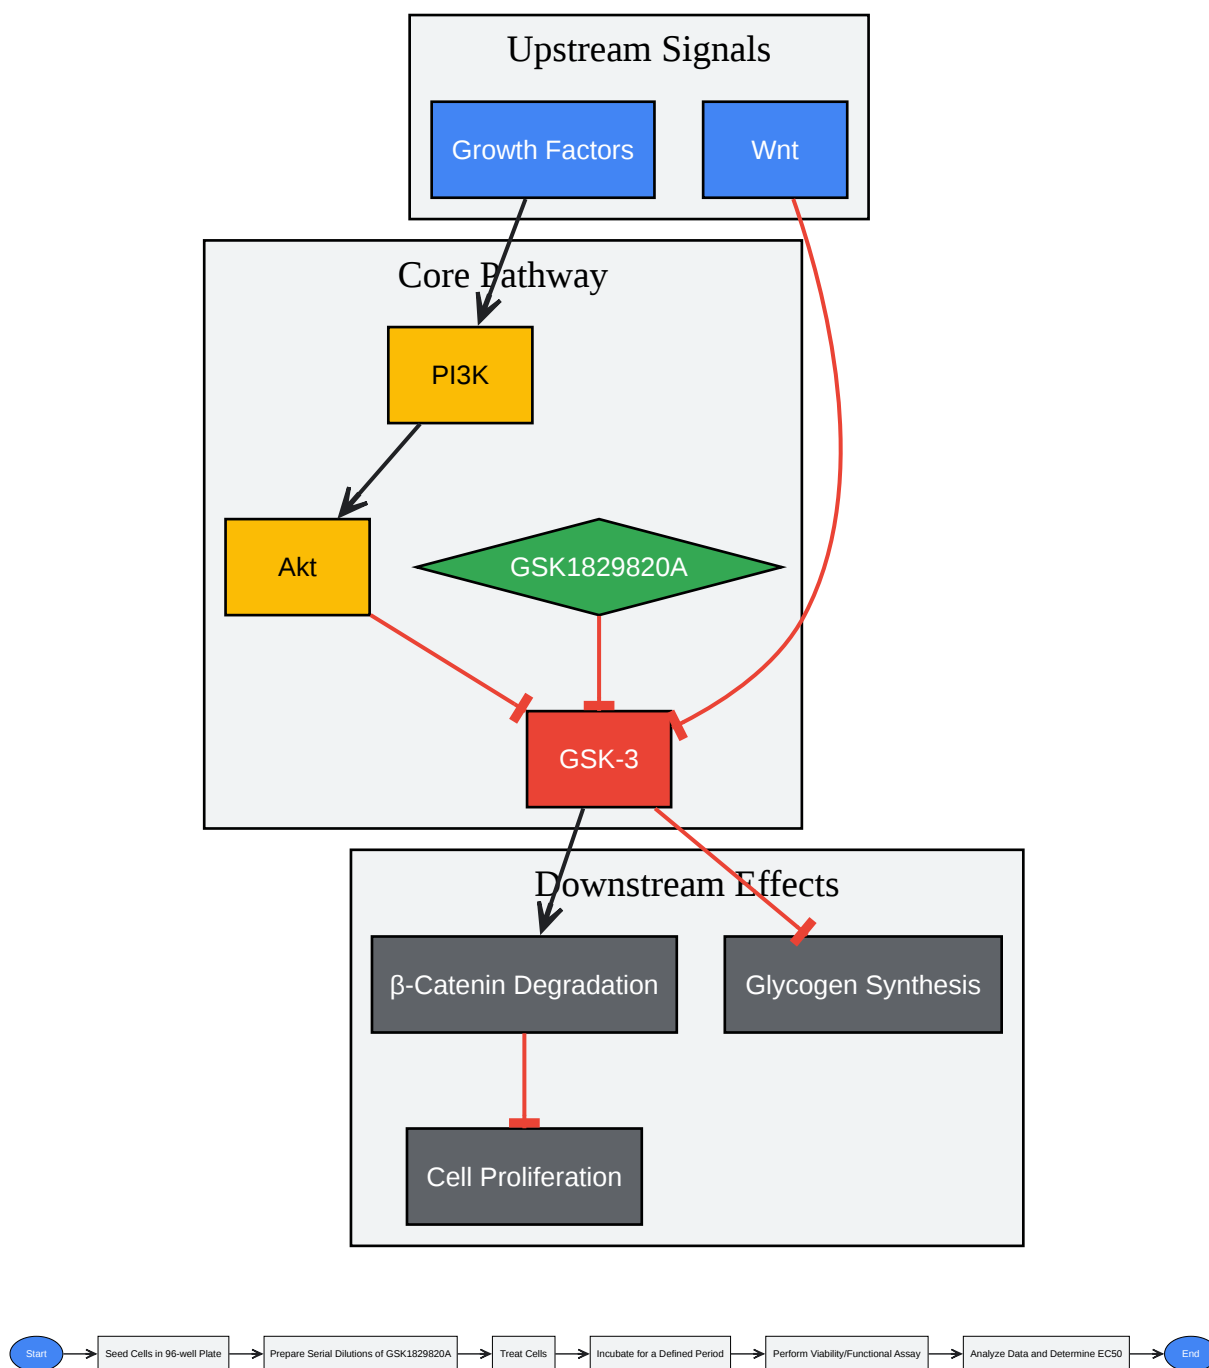 Upstream Signals
Growth Factors
Wnt
Core Pathway
PI3K
Akt
GSK1829820A
GSK-3
Downstream Effects
β-Catenin Degradation
Glycogen Synthesis
Cell Proliferation
Start
Seed Cells in 96-well Plate
Prepare Serial Dilutions of GSK1829820A
Treat Cells
Incubate for a Defined Period
Perform Viability/Functional Assay
Analyze Data and Determine EC50
End